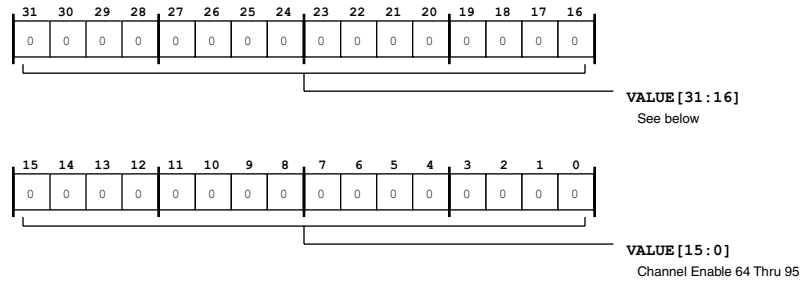 31 30 29 28 27 26 25 24 23 22 21 20 19 18 17 16
0 0 0 0 0 0 0 0 0 0 0 0 0 0 0 0
VALUE[31:16]
See below
15 14 13 12 11 10 9 8 7 6 5 4 3 2 1 0
0 0 0 0 0 0 0 0 0 0 0 0 0 0 0 0
VALUE[15:0]
Channel Enable 64 Thru 95